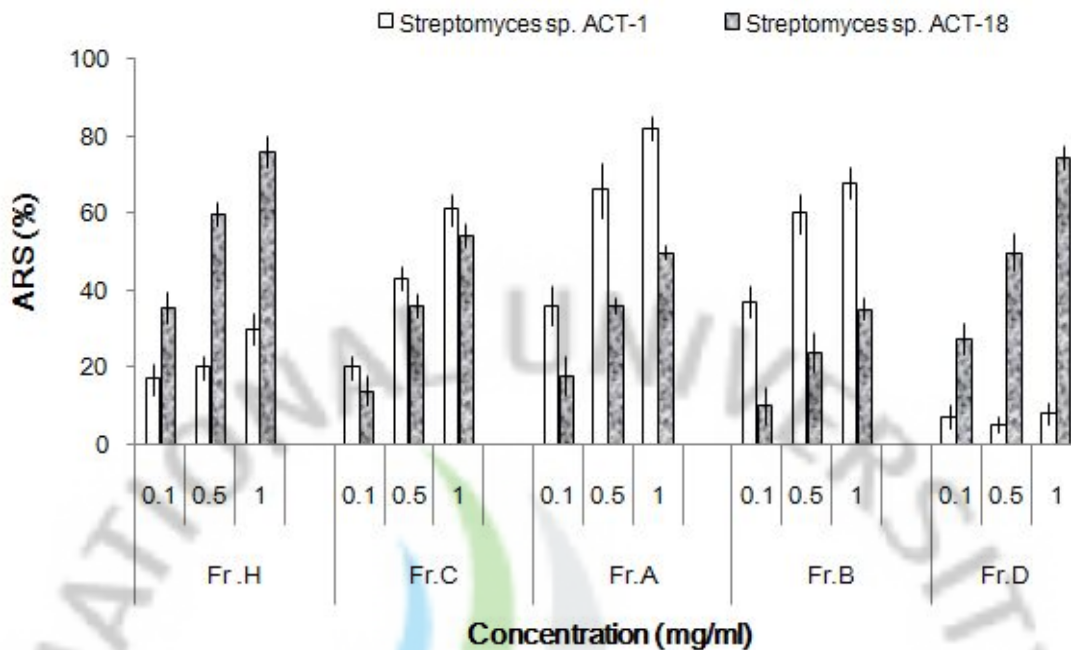 Streptomyces sp. ACT-1 Streptomyces sp. ACT-18
100
80
60
40
20
0
ARS (%)
0.1 0.5 1 0.1 0.5 1 0.1 0.5 1 0.1 0.5 1 0.1 0.5 1
Fr .H Fr.C Fr.A Fr.B Fr.D
Concentration (mg/ml)
NATIONAL UNIVERSIT